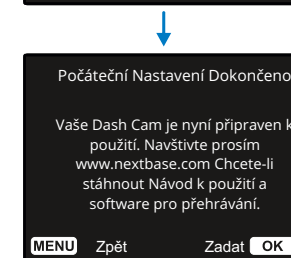 Počáteční Nastavení Dokončeno
Vaše Dash Cam je nyní připraven k
použití. Navštivte prosím
www.nextbase.com Chcete-li
stáhnout Návod k použití a
software pro přehrávání.
MENU Zpět Zadat OK